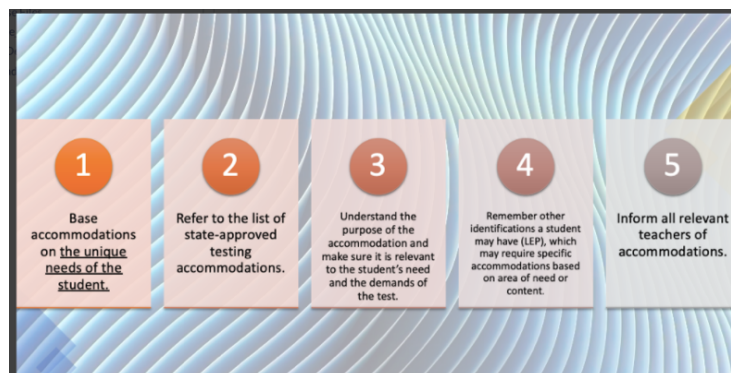 1
Base
accommodations
on the unique
needs of the
student.
2
Refer to the list of
state-approved
testing
accommodations.
3
Understand the
purpose of the
accommodation and
make sure it is relevant
to the student's need
and the demands of
the test.
4
Remember other
identifications a student
may have (LEP), which
may require specific
accommodations based
on area of need or
content.
5
Inform all relevant
teachers of
accommodations.